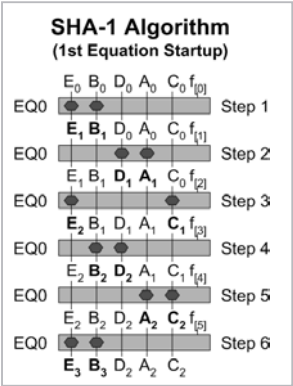 SHA-1 Algorithm
(1st Equation Startup)
E0 B0 D0 A0 C0 f[0]
EQ0 Step 1
E1 B1 D0 A0 C0 f[1]
EQ0 Step 2
E1 B1 D1 A1 C0 f[2]
EQ0 Step 3
E2 B1 D1 A1 C1 f[3]
EQ0 Step 4
E2 B2 D2 A1 C1 f[4]
EQ0 Step 5
E2 B2 D2 A2 C2 f[5]
EQ0 Step 6
E3 B3 D2 A2 C2